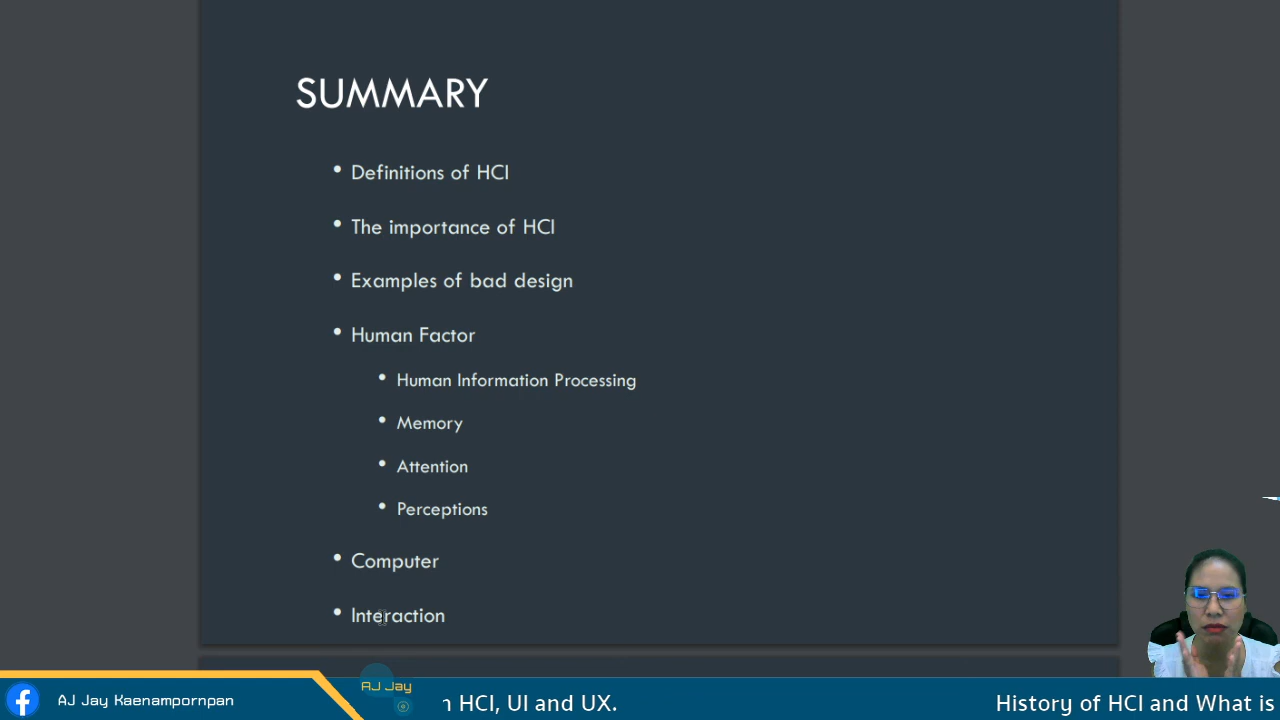 SUMMARY
• Definitions of HCI
• The importance of HCI
• Examples of bad design
• Human Factor
• Human Information Processing
• Memory
• Attention
• Perceptions
• Computer
• Interaction
AJ Jay
AJ Jay Kaenampornpan
HCI, UI and UX.
History of HCI and What is